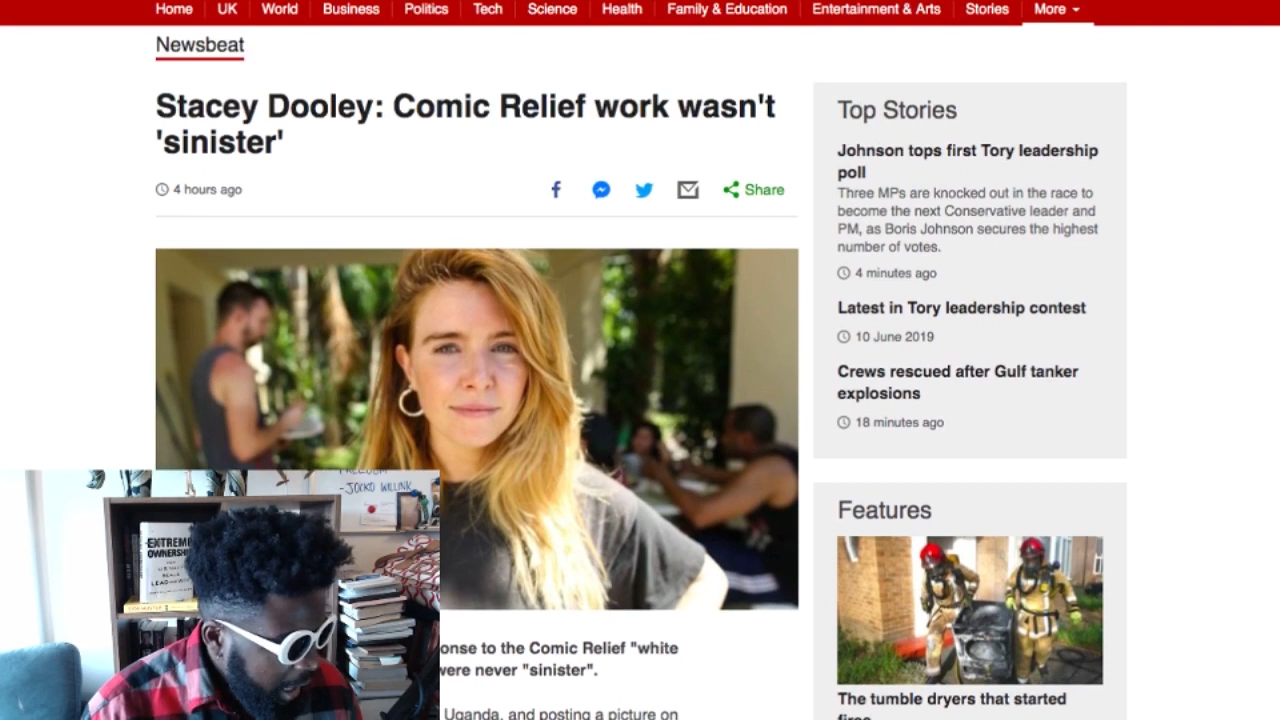 Home UK World Business Politics Tech Science Health Family & Education Entertainment & Arts Stories More
Newsbeat
Stacey Dooley: Comic Relief work wasn't
'sinister'
4 hours ago
Share
Top Stories
Johnson tops first Tory leadership
poll
Three MPs are knocked out in the race to
become the next Conservative leader and
PM, as Boris Johnson secures the highest
number of votes.
4 minutes ago
Latest in Tory leadership contest
10 June 2019
Crews rescued after Gulf tanker
explosions
18 minutes ago
Features
The tumble dryers that started
fires
onse to the Comic Relief "white
were never "sinister".
Uganda, and posting a picture on
FREEDOM
-JOCKO WILLINK
EXTREME
OWNERSHIP